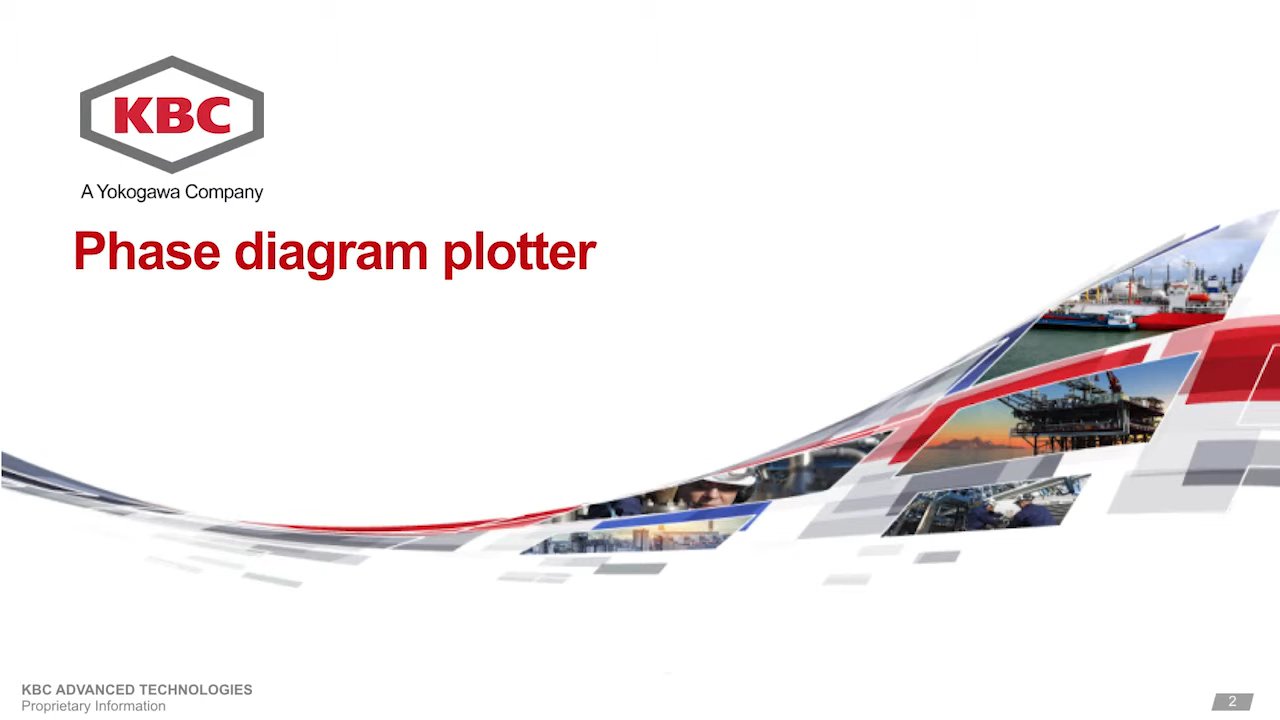 KBC
A Yokogawa Company
Phase diagram plotter
KBC ADVANCED TECHNOLOGIES
Proprietary Information
2